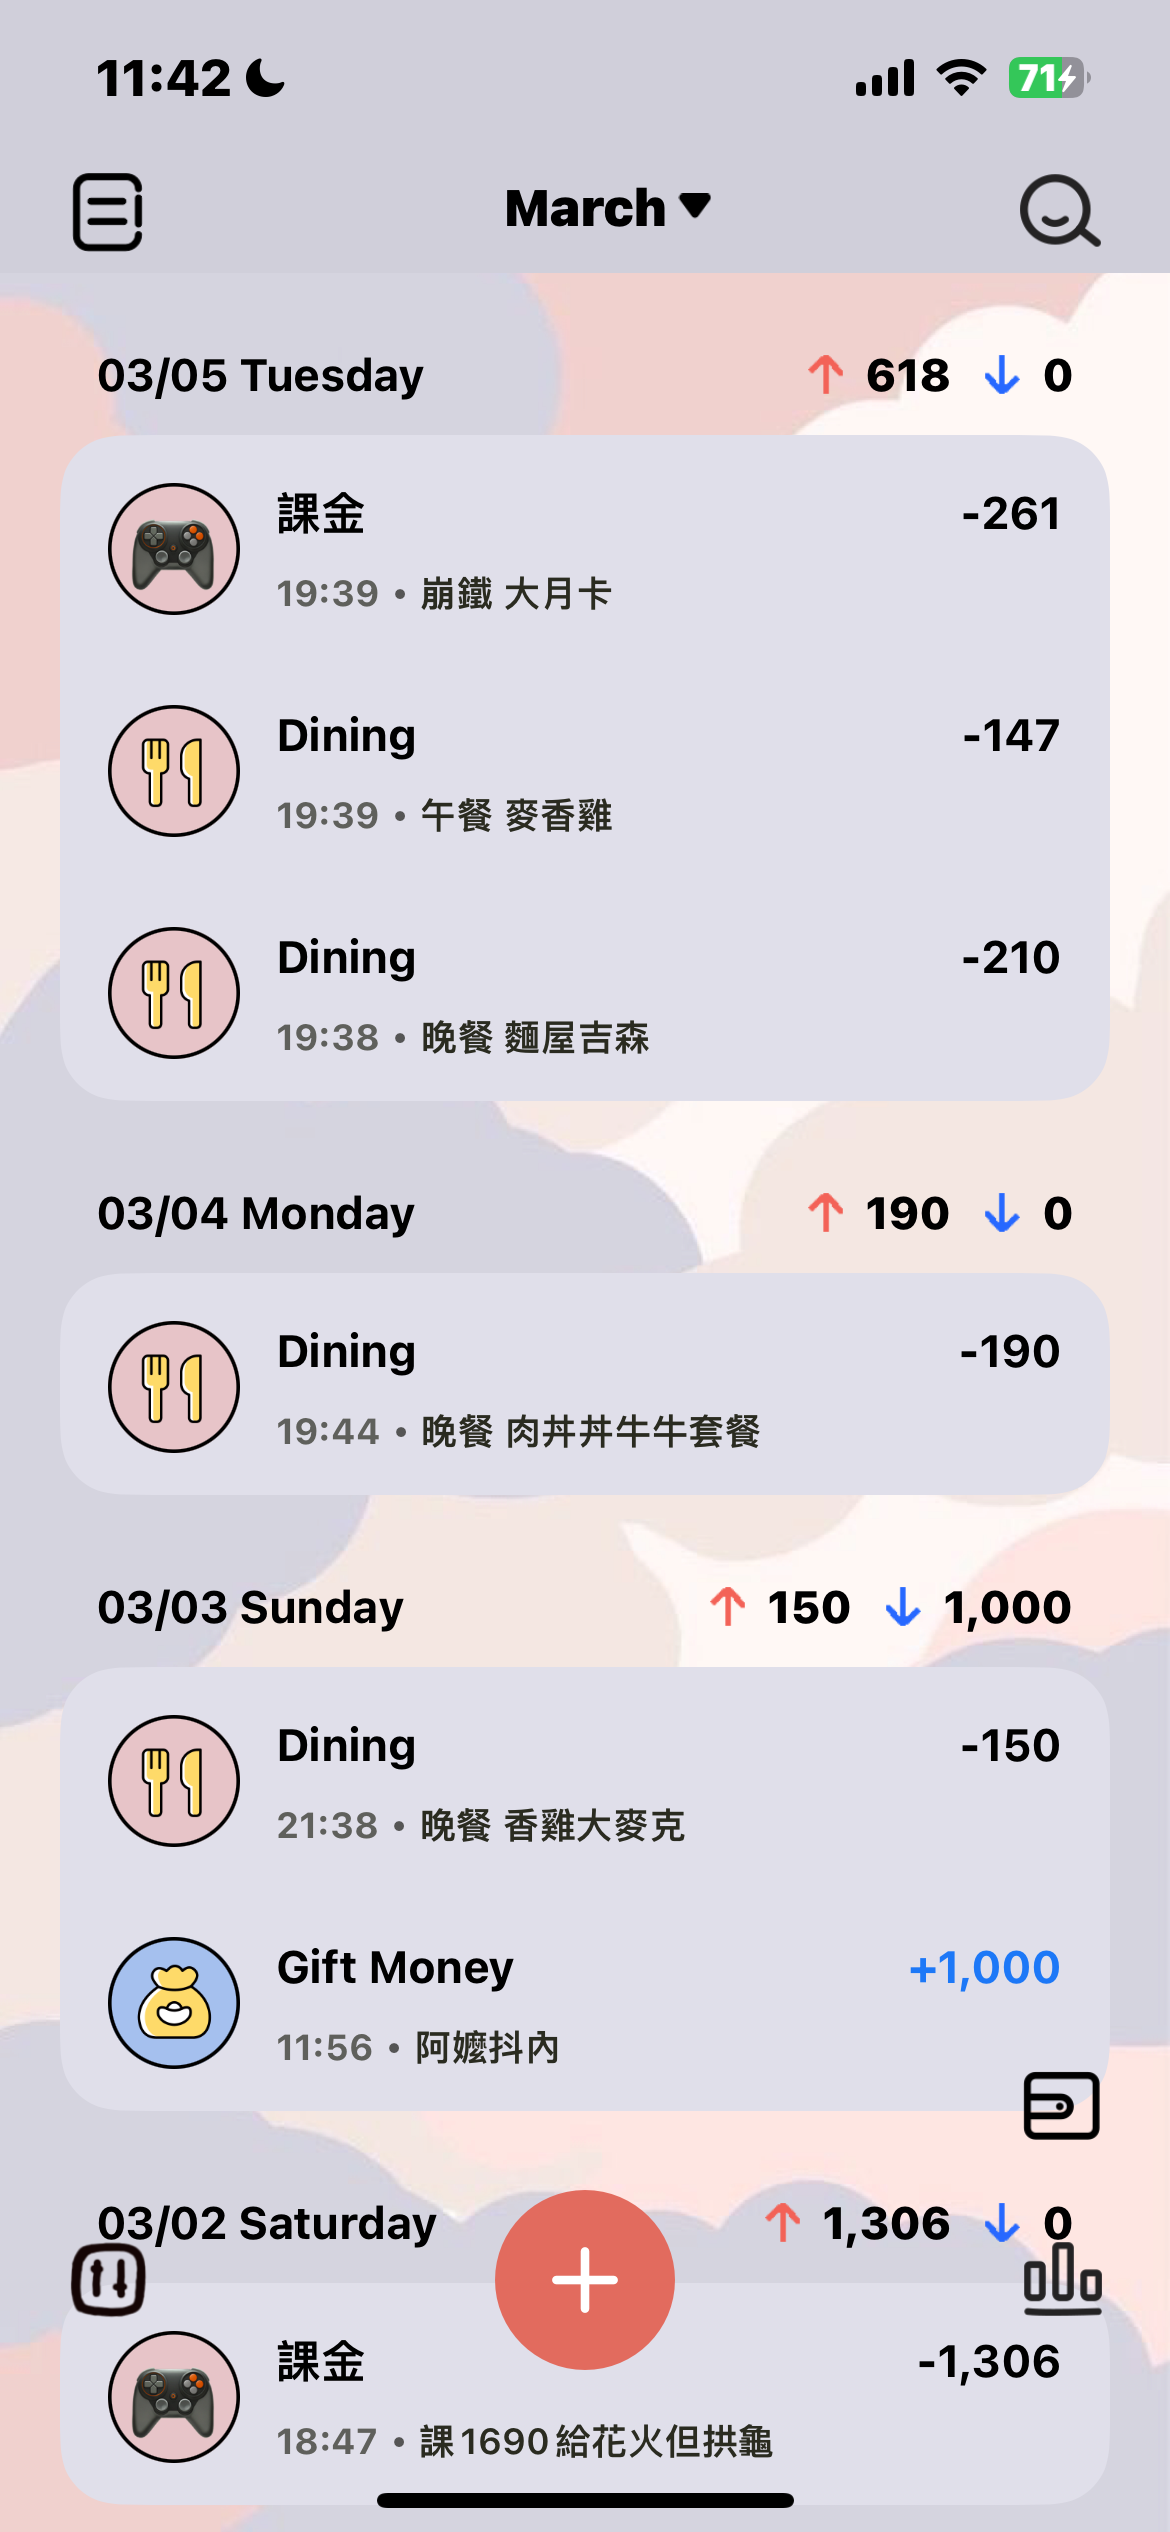 11:42
71
March
03/05 Tuesday 618 0
課金 -261
19:39 • 崩鐵 大月卡
Dining -147
19:39 • 午餐 麥香雞
Dining -210
19:38 • 晚餐 麵屋吉森
03/04 Monday 190 0
Dining -190
19:44 • 晚餐 肉丼丼牛牛套餐
03/03 Sunday 150 1,000
Dining -150
21:38 • 晚餐 香雞大麥克
Gift Money +1,000
11:56 • 阿嬤抖內
03/02 Saturday 1,306 0
課金 -1,306
18:47 • 課1690給花火但拱龜